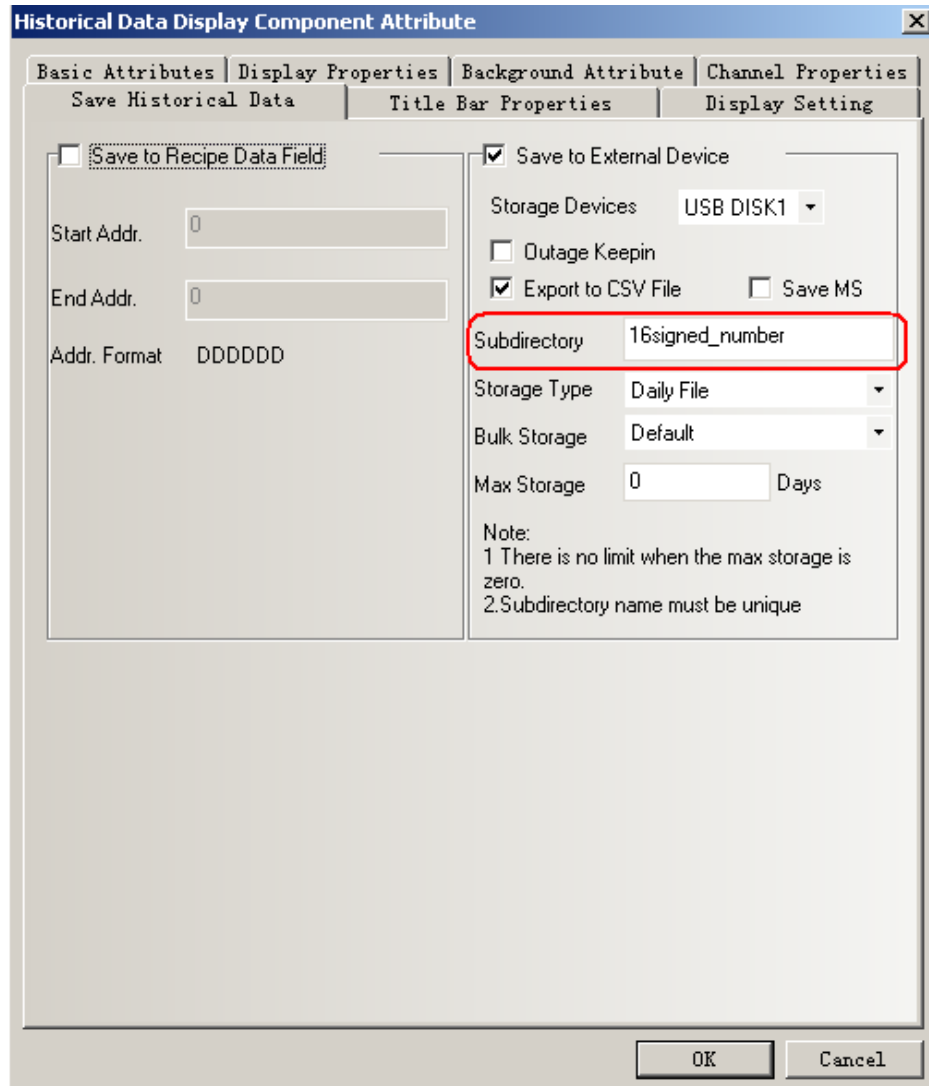 Historical Data Display Component Attribute
Basic Attributes Display Properties Background Attribute Channel Properties
Save Historical Data Title Bar Properties Display Setting
Save to Recipe Data Field
Start Addr. 0
End Addr. 0
Addr. Format DDDDDD
Save to External Device
Storage Devices USB DISK1
Outage Keepin
Export to CSV File Save MS
Subdirectory 16signed_number
Storage Type Daily File
Bulk Storage Default
Max Storage 0 Days
Note:
1 There is no limit when the max storage is
zero.
2.Subdirectory name must be unique
OK Cancel